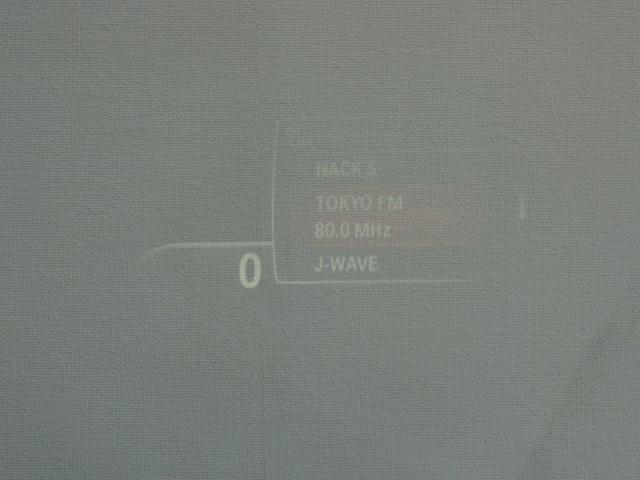 NACK 5
TOKYO FM
80.0 MHz
J-WAVE
0